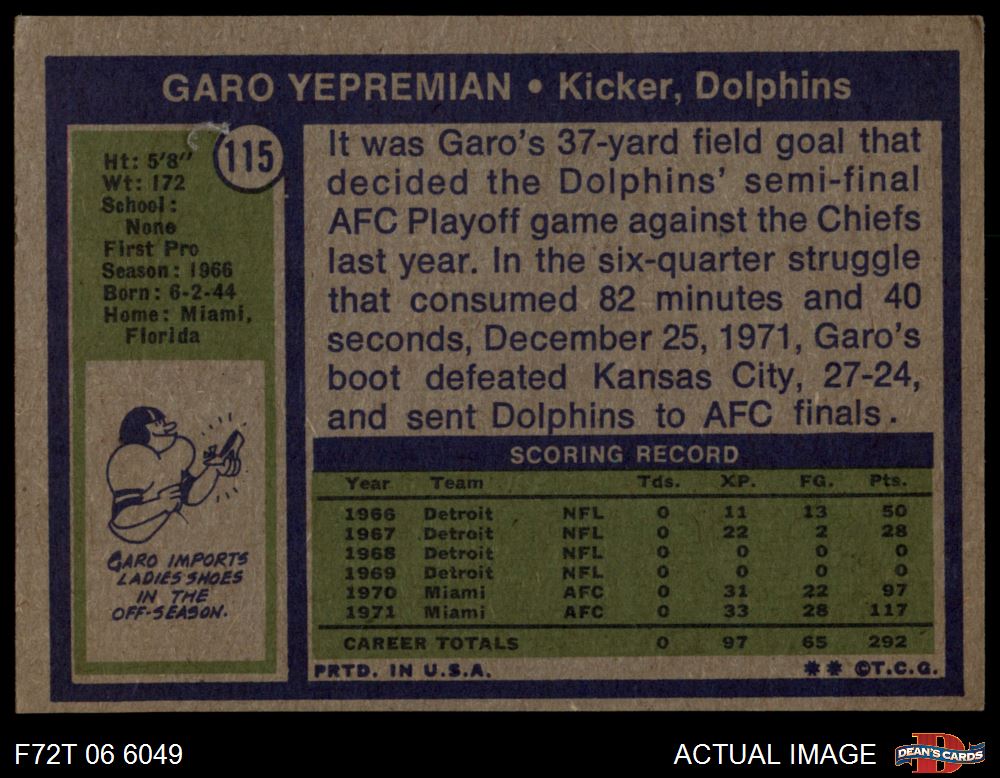 GARO YEPREMIAN • Kicker, Dolphins
115
Ht: 5'8"
Wt: 172
School:
None
First Pro
Season: 1966
Born: 6-2-44
Home: Miami,
Florida
GARO IMPORTS
LADIES SHOES
IN THE
OFF-SEASON.
It was Garo's 37-yard field goal that
decided the Dolphins' semi-final
AFC Playoff game against the Chiefs
last year. In the six-quarter struggle
that consumed 82 minutes and 40
seconds, December 25, 1971, Garo's
boot defeated Kansas City, 27-24,
and sent Dolphins to AFC finals.
SCORING RECORD
Year Team Tds. XP. FG. Pts.
1966 Detroit NFL 0 11 13 50
1967 Detroit NFL 0 22 2 28
1968 Detroit NFL 0 0 0 0
1969 Detroit NFL 0 0 0 0
1970 Miami AFC 0 31 22 97
1971 Miami AFC 0 33 28 117
CAREER TOTALS 0 97 65 292
PRTD. IN U.S.A. ** ©T.C.G.
F72T 06 6049
ACTUAL IMAGE
D
DEAN'S CARDS